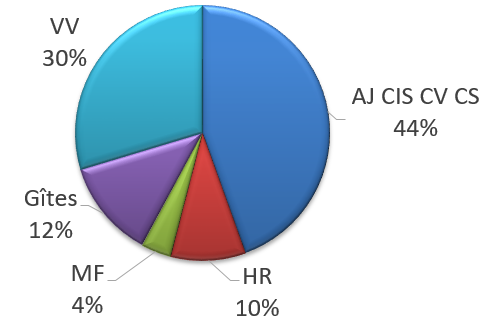 VV
30%
AJ CIS CV CS
44%
Gîtes
12%
MF
4%
HR
10%